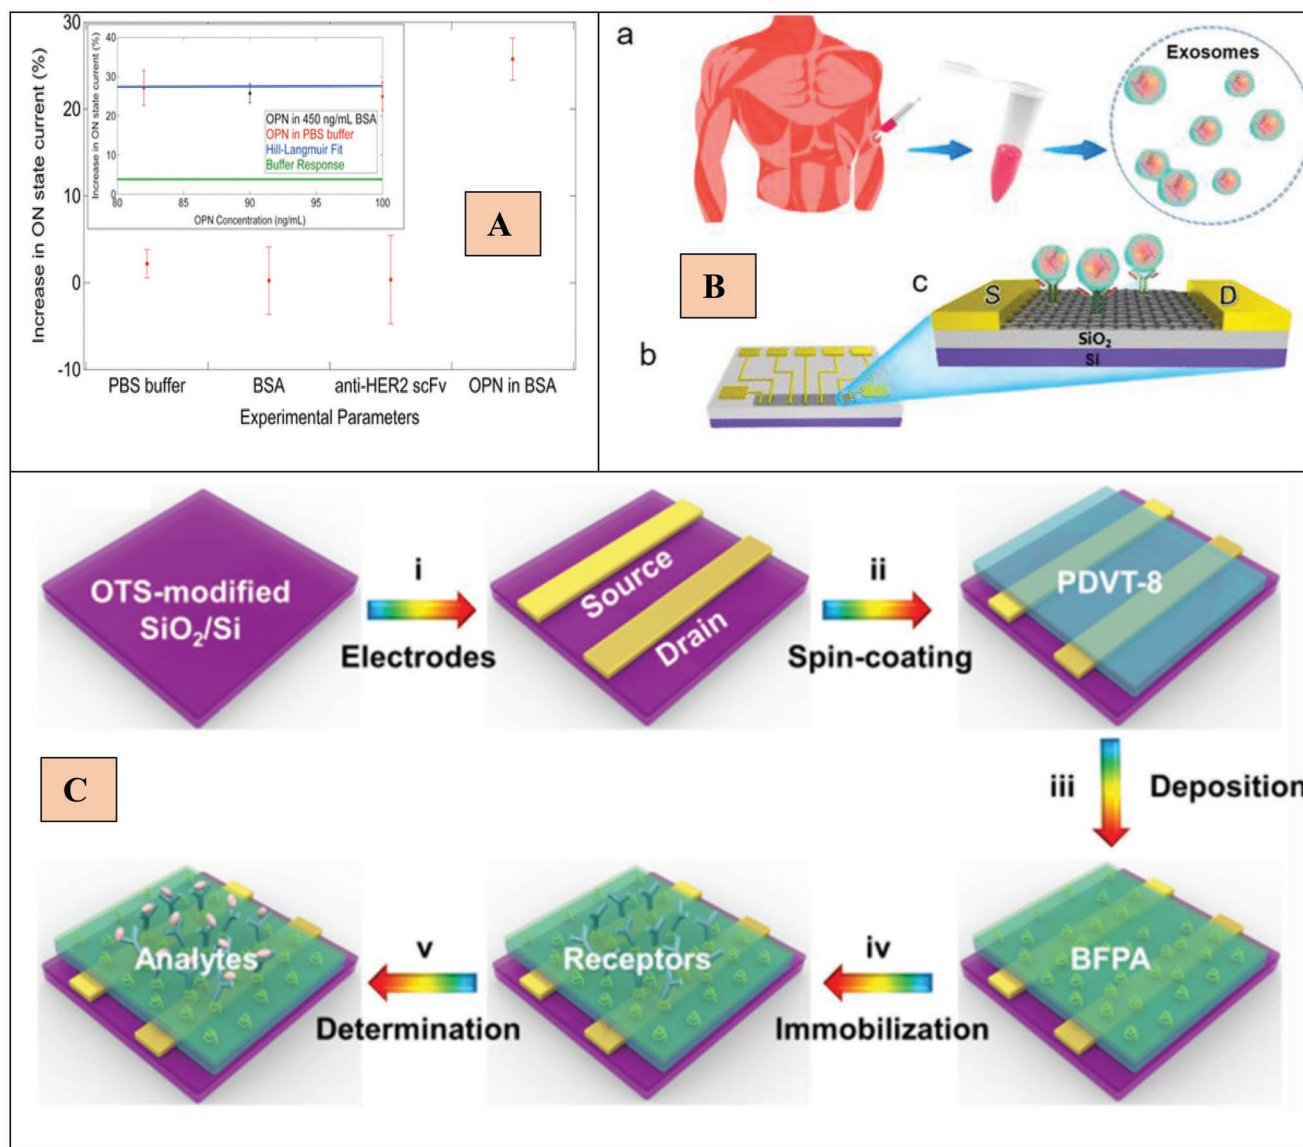 30
20
10
0
-10
Increase in ON state current (%)
PBS buffer
BSA
anti-HER2 scFv
OPN in BSA
Experimental Parameters
40
30
20
10
0
Increase in ON state current (%)
80
85
90
95
100
OPN Concentration (ng/mL)
OPN in 450 ng/mL BSA
OPN in PBS buffer
Hill-Langmuir Fit
Buffer Response
A
a
Exosomes
B
c
S
D
SiO₂
Si
b
OTS-modified
SiO₂/Si
i
Electrodes
Source
Drain
ii
Spin-coating
PDVT-8
C
iii
Deposition
Analytes
v
Determination
Receptors
iv
Immobilization
BFPA